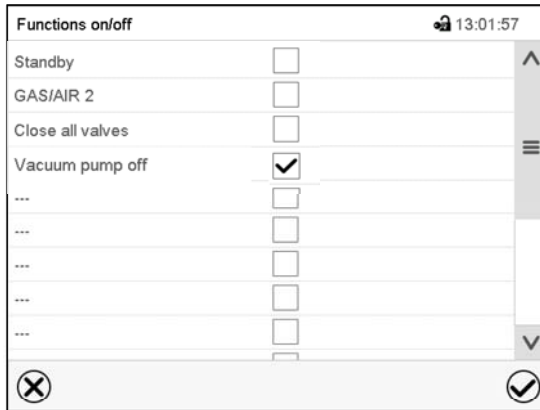 Functions on/off 13:01:57
Standby
GAS/AIR 2
Close all valves
Vacuum pump off
---
---
---
---
---